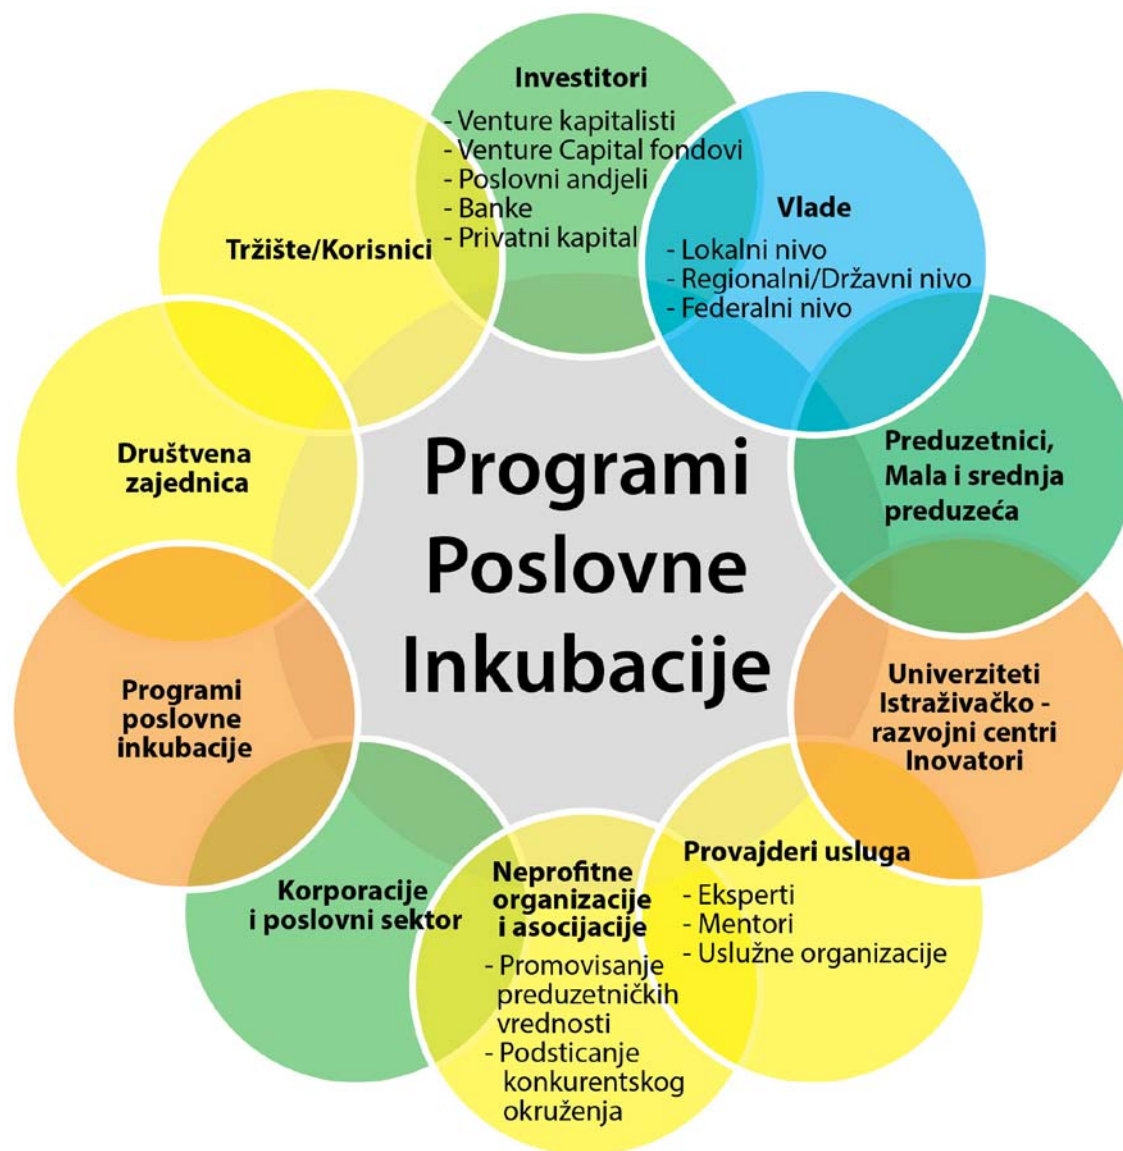 Investitori
- Venture kapitalisti
- Venture Capital fondovi
- Poslovni andjeli
- Banke
- Privatni kapital
Vlade
- Lokalni nivo
- Regionalni/Državni nivo
- Federalni nivo
Preduzetnici,
Mala i srednja
preduzeća
Univerziteti
Istraživačko -
razvojni centri
Inovatori
Provajderi usluga
- Eksperti
- Mentori
- Uslužne organizacije
Neprofitne
organizacije
i asocijacije
- Promovisanje
preduzetničkih
vrednosti
- Podsticanje
konkurentskog
okruženja
Korporacije
i poslovni sektor
Programi
poslovne
inkubacije
Društvena
zajednica
Tržište/Korisnici
Programi
Poslovne
Inkubacije